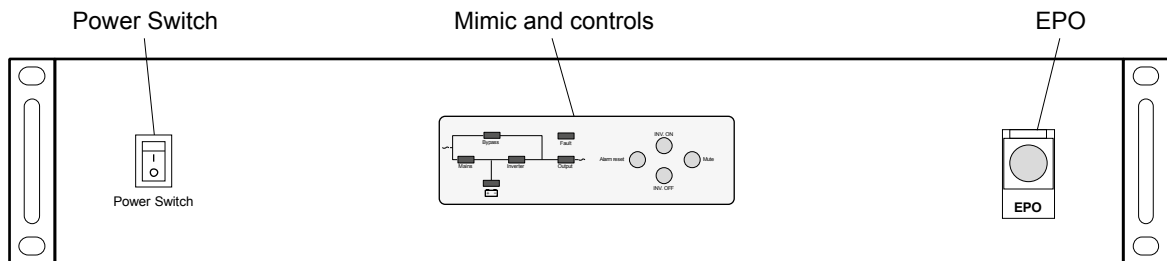 Power Switch
Mimic and controls
EPO
Bypass
Fault
INV. ON
Mains
Inverter
Output
Alarm reset
Mute
INV. OFF
Power Switch
EPO